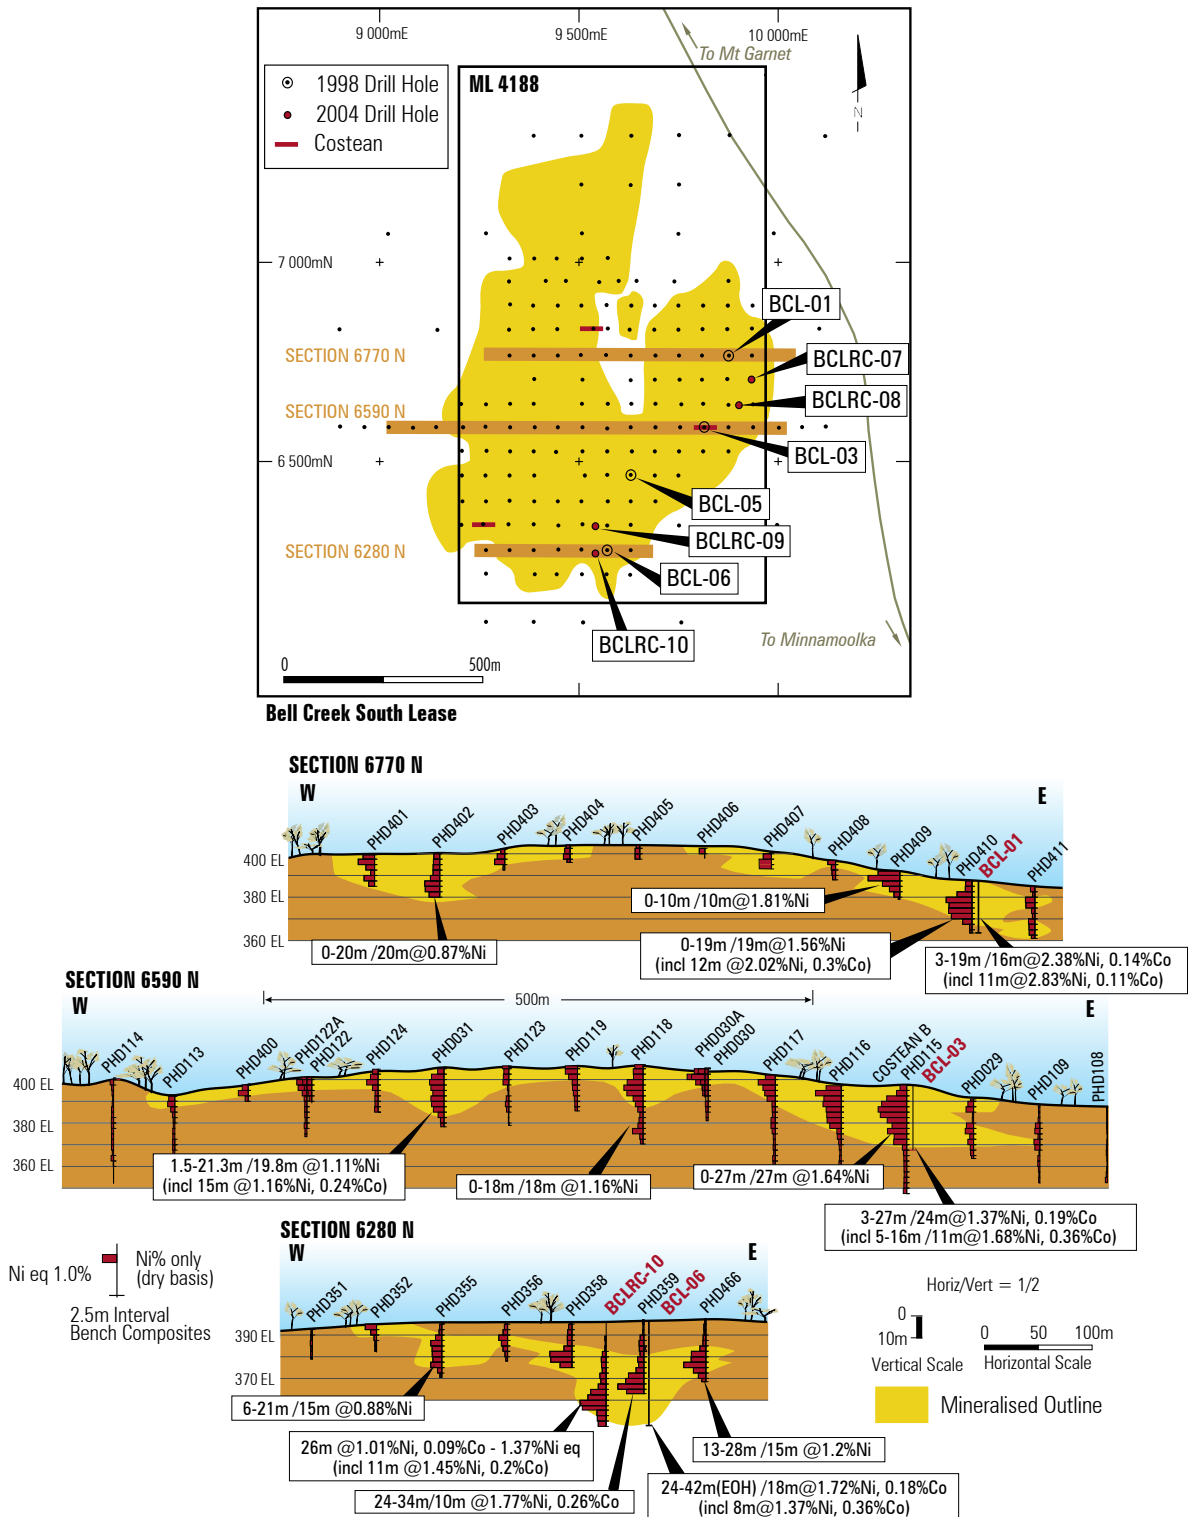 9 000mE
9 500mE
10 000mE
To Mt Garnet
1998 Drill Hole
2004 Drill Hole
Costean
ML 4188
N
7 000mN
BCL-01
SECTION 6770 N
BCLRC-07
BCLRC-08
SECTION 6590 N
BCL-03
6 500mN
BCL-05
BCLRC-09
SECTION 6280 N
BCL-06
BCLRC-10
To Minnamoolka
0
500m
Bell Creek South Lease
SECTION 6770 N
W
E
PHD401
PHD402
PHD403
PHD404
PHD405
PHD406
PHD407
PHD408
PHD409
PHD410
BCL-01
PHD411
400 EL
380 EL
360 EL
0-20m /20m@0.87%Ni
0-10m /10m@1.81%Ni
0-19m /19m@1.56%Ni
(incl 12m @2.02%Ni, 0.3%Co)
3-19m /16m@2.38%Ni, 0.14%Co
(incl 11m@2.83%Ni, 0.11%Co)
SECTION 6590 N
W
500m
E
PHD114
PHD113
PHD400
PHD122A
PHD122
PHD124
PHD031
PHD123
PHD119
PHD118
PHD030A
PHD030
PHD117
PHD116
COSTEAN B
PHD115
BCL-03
PHD029
PHD109
PHD108
400 EL
380 EL
360 EL
1.5-21.3m /19.8m @1.11%Ni
(incl 15m @1.16%Ni, 0.24%Co)
0-18m /18m @1.16%Ni
0-27m /27m @1.64%Ni
3-27m /24m@1.37%Ni, 0.19%Co
(incl 5-16m /11m@1.68%Ni, 0.36%Co)
SECTION 6280 N
W
E
PHD351
PHD352
PHD355
PHD356
PHD358
BCLRC-10
PHD359
BCL-06
PHD466
390 EL
370 EL
6-21m /15m @0.88%Ni
26m @1.01%Ni, 0.09%Co - 1.37%Ni eq
(incl 11m @1.45%Ni, 0.2%Co)
24-34m/10m @1.77%Ni, 0.26%Co
13-28m /15m @1.2%Ni
24-42m(EOH) /18m@1.72%Ni, 0.18%Co
(incl 8m@1.37%Ni, 0.36%Co)
Ni eq 1.0%
Ni% only
(dry basis)
2.5m Interval
Bench Composites
Horiz/Vert = 1/2
0
10m
Vertical Scale
0
50
100m
Horizontal Scale
Mineralised Outline